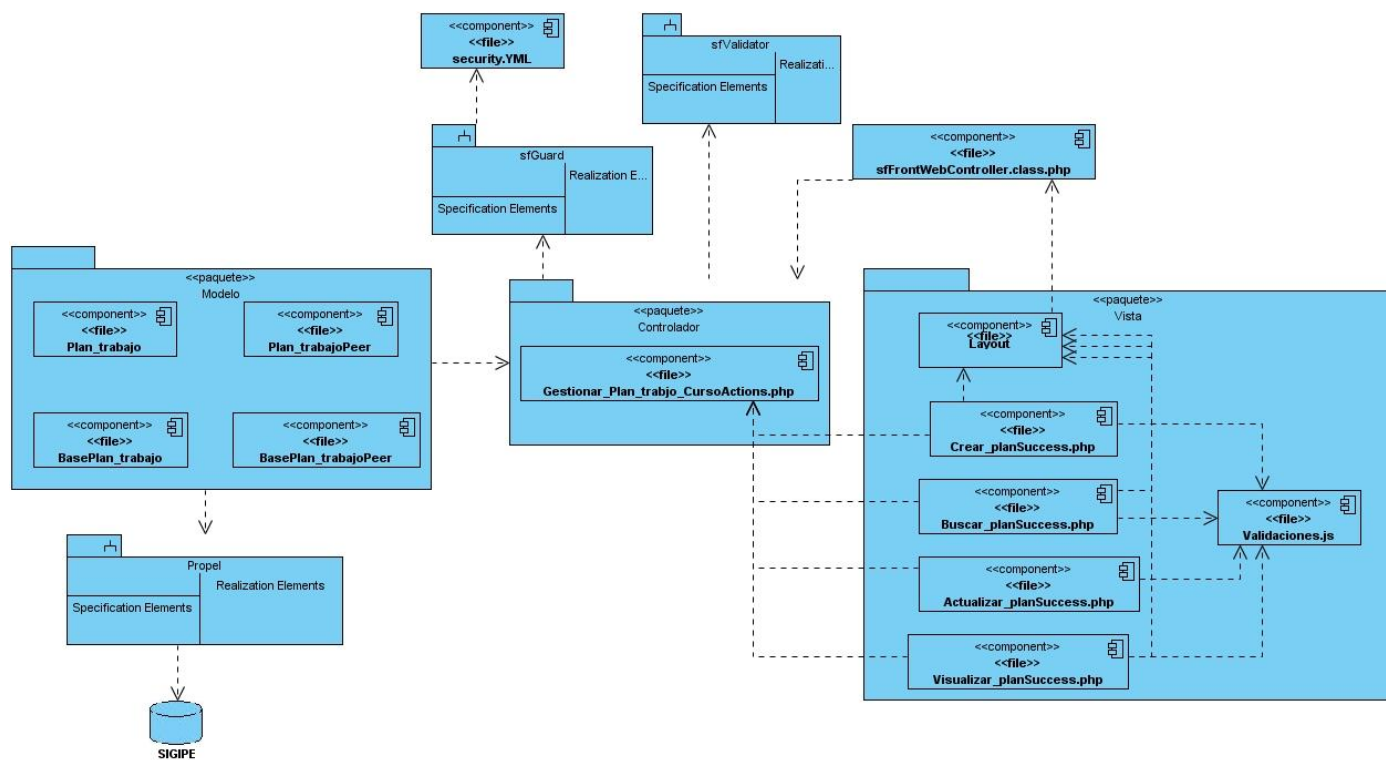 <<component>>
<<file>>
security.YML
sfValidator
Realizati...
Specification Elements
sfGuard
Realization E...
Specification Elements
<<component>>
<<file>>
sfFrontWebController.class.php
<<paquete>>
Modelo
<<component>>
<<file>>
Plan_trabajo
<<component>>
<<file>>
Plan_trabajoPeer
<<component>>
<<file>>
BasePlan_trabajo
<<component>>
<<file>>
BasePlan_trabajoPeer
<<paquete>>
Controlador
<<component>>
<<file>>
Gestionar_Plan_trabjo_CursoActions.php
<<paquete>>
Vista
<<component>>
<<file>>
Layout
<<component>>
<<file>>
Crear_planSuccess.php
<<component>>
<<file>>
Buscar_planSuccess.php
<<component>>
<<file>>
Validaciones.js
<<component>>
<<file>>
Actualizar_planSuccess.php
<<component>>
<<file>>
Visualizar_planSuccess.php
Propel
Realization Elements
Specification Elements
SIGIPE